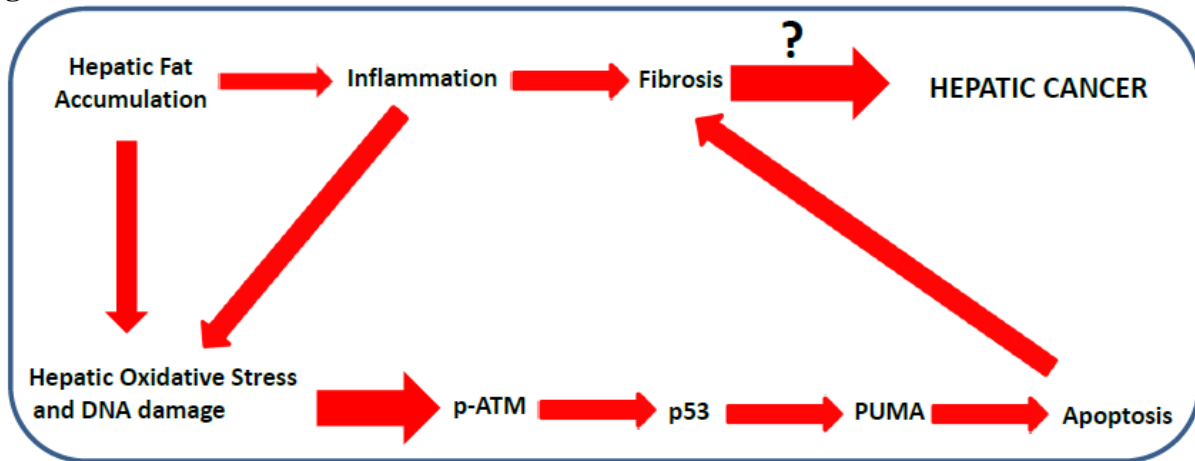 ?
Hepatic Fat
Accumulation
Inflammation
Fibrosis
HEPATIC CANCER
Hepatic Oxidative Stress
and DNA damage
p-ATM
p53
PUMA
Apoptosis